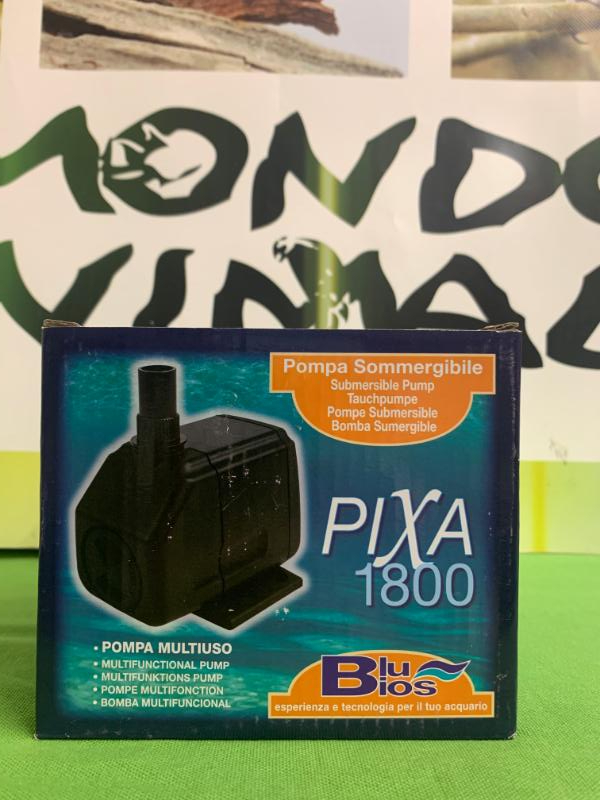 MONDO
Pompa Sommergibile
Submersible Pump
Tauchpumpe
Pompe Submersible
Bomba Sumergible
PIXA
1800
• POMPA MULTIUSO
• MULTIFUNCTIONAL PUMP
• MULTIFUNKTIONS PUMP
• POMPE MULTIFONCTION
• BOMBA MULTIFUNCIONAL
Blu
Bios
esperienza e tecnologia per il tuo acquario